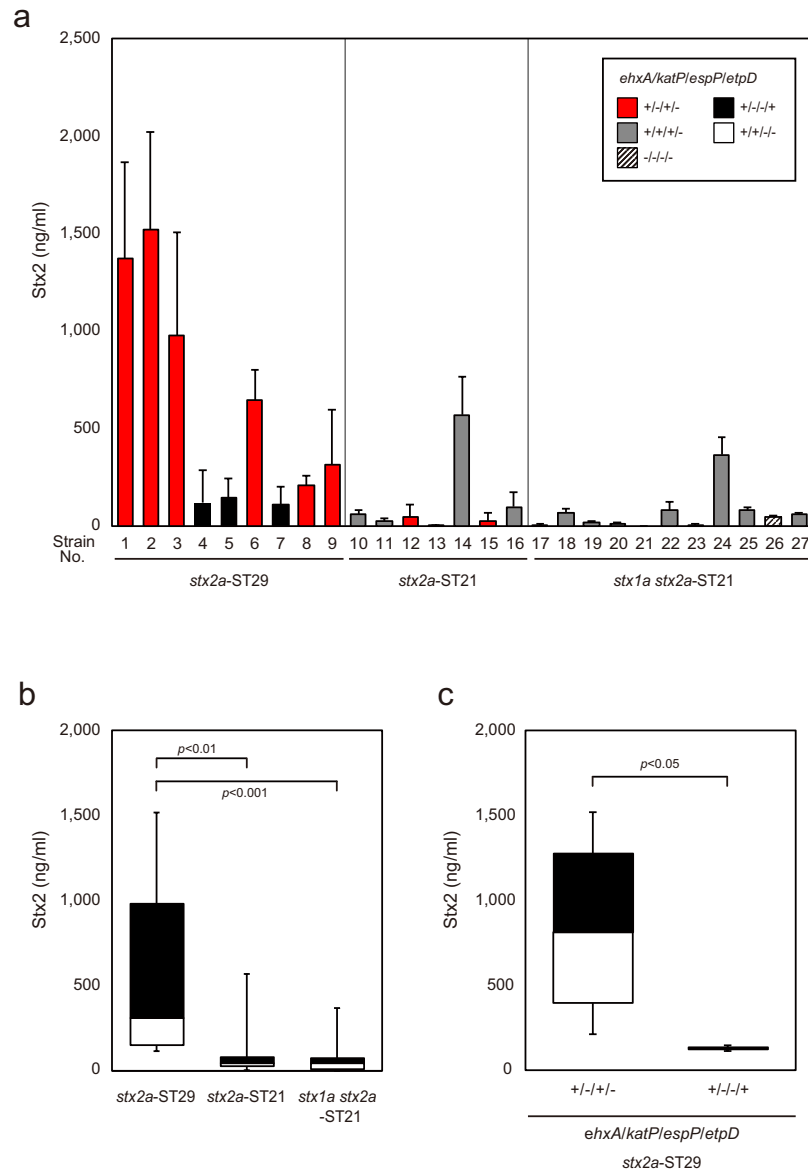 a
2,500
2,000
1,500
1,000
500
0
Stx2 (ng/ml)
ehxA/katP/espP/etpD
+/-/+/-
+/-/-/+
+/+/+/-
+/+/-/-
-/-/-/-
Strain No.
1 2 3 4 5 6 7 8 9 10 11 12 13 14 15 16 17 18 19 20 21 22 23 24 25 26 27
stx2a-ST29
stx2a-ST21
stx1a stx2a-ST21
b
2,000
1,500
1,000
500
0
Stx2 (ng/ml)
p<0.01
p<0.001
stx2a-ST29
stx2a-ST21
stx1a stx2a
-ST21
c
2,000
1,500
1,000
500
0
Stx2 (ng/ml)
p<0.05
+/-/+/-
+/-/-/+
ehxA/katP/espP/etpD
stx2a-ST29